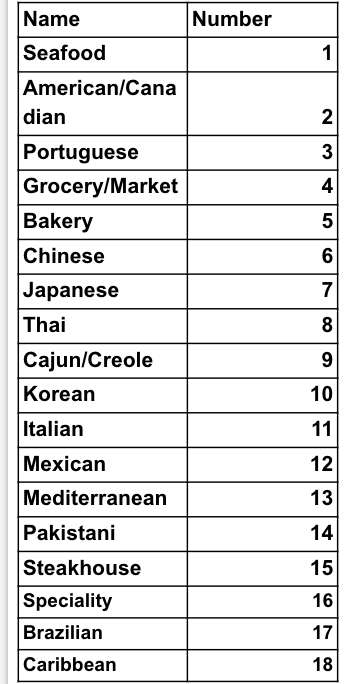 Name Number
Seafood 1
American/Cana
dian 2
Portuguese 3
Grocery/Market 4
Bakery 5
Chinese 6
Japanese 7
Thai 8
Cajun/Creole 9
Korean 10
Italian 11
Mexican 12
Mediterranean 13
Pakistani 14
Steakhouse 15
Speciality 16
Brazilian 17
Caribbean 18